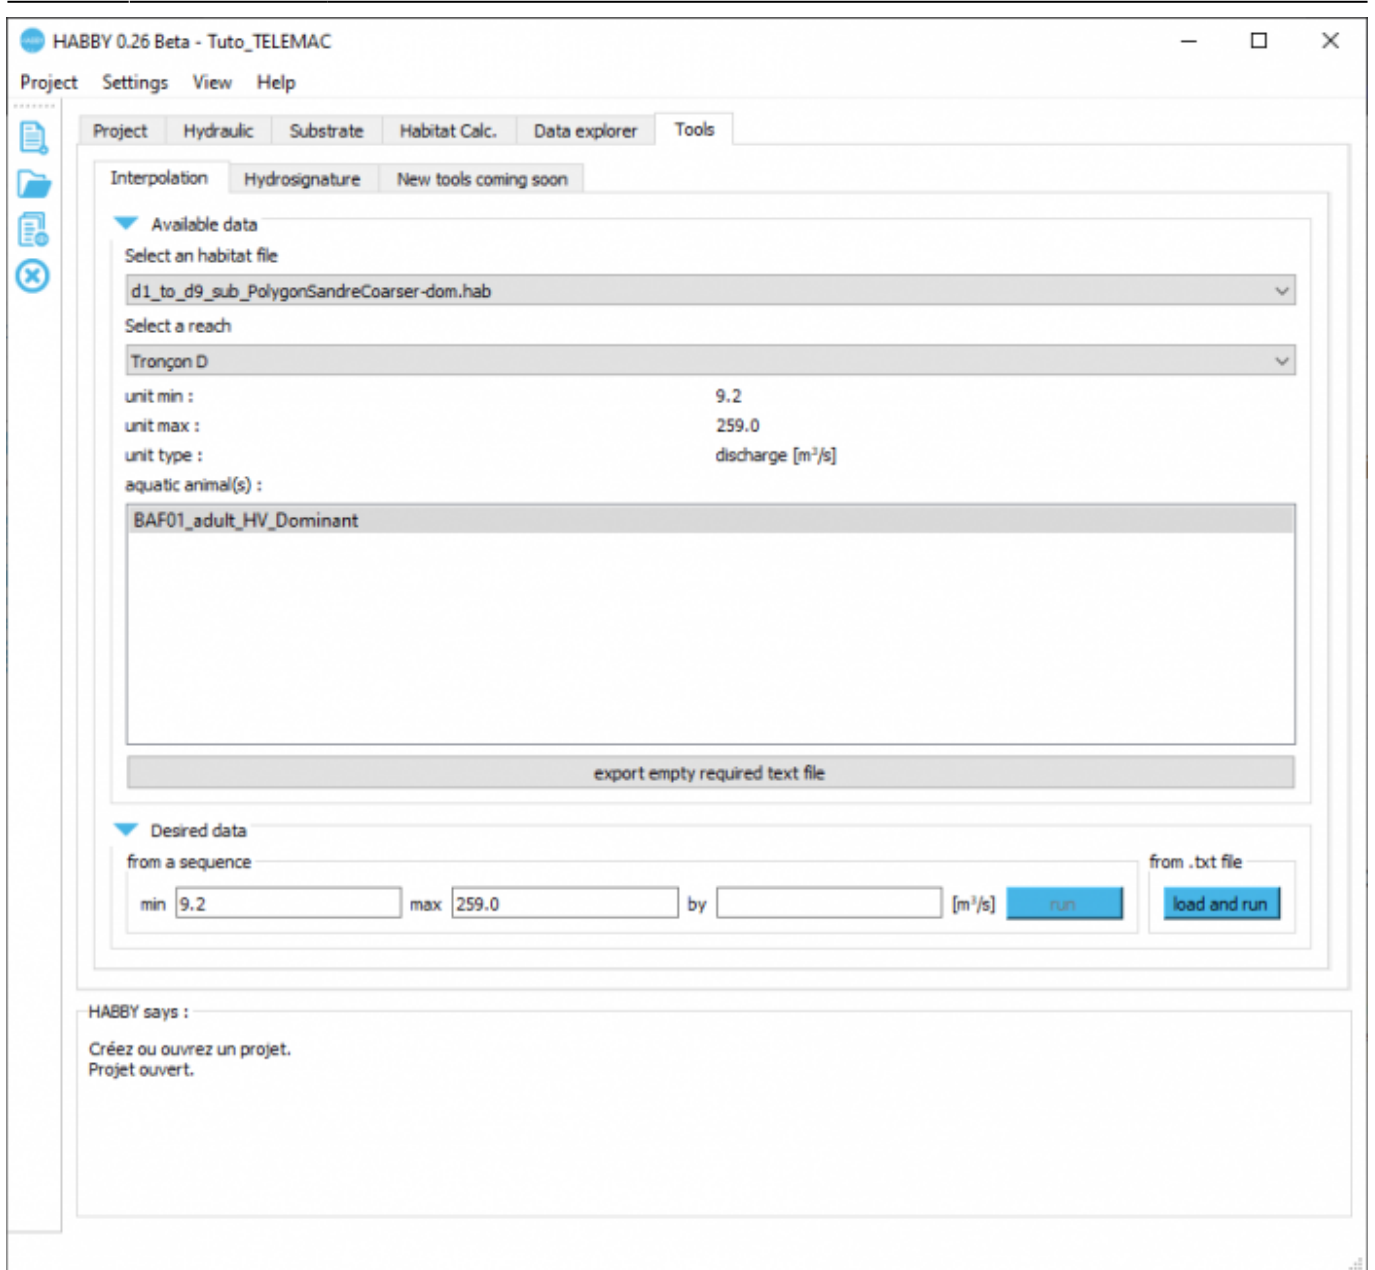 HABBY 0.26 Beta - Tuto_TELEMAC
Project Settings View Help
Project Hydraulic Substrate Habitat Calc. Data explorer Tools
Interpolation Hydrosignature New tools coming soon
Available data
Select an habitat file
d1_to_d9_sub_PolygonSandreCoarser-dom.hab
Select a reach
Tronçon D
unit min : 9.2
unit max : 259.0
unit type : discharge [m³/s]
aquatic animal(s) :
BAF01_adult_HV_Dominant
export empty required text file
Desired data
from a sequence from .txt file
min 9.2 max 259.0 by [m³/s] run load and run
HABBY says :
Créez ou ouvrez un projet.
Projet ouvert.